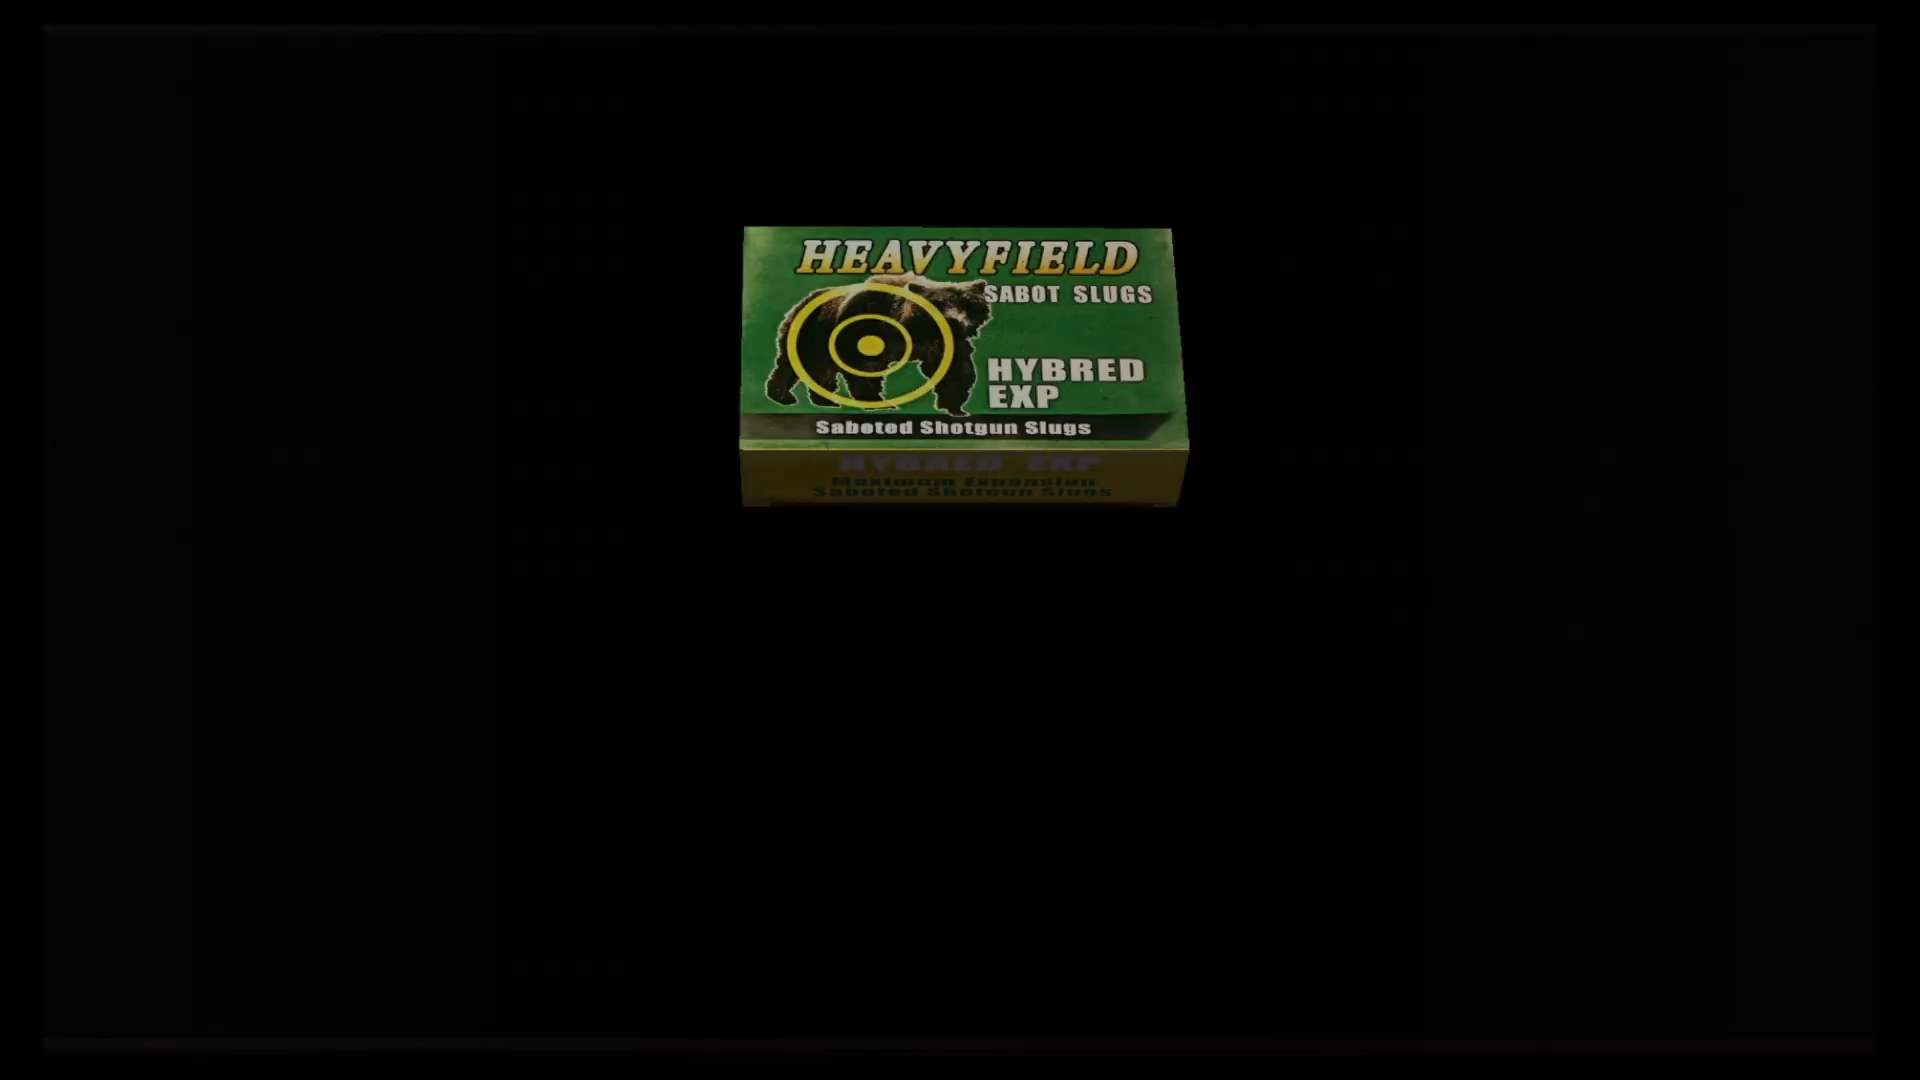 HEAVYFIELD
SABOT SLUGS
HYBRED
EXP
Saboted Shotgun Slugs
HYBRED EXP
Maximum Expansion
Saboted Shotgun Slugs